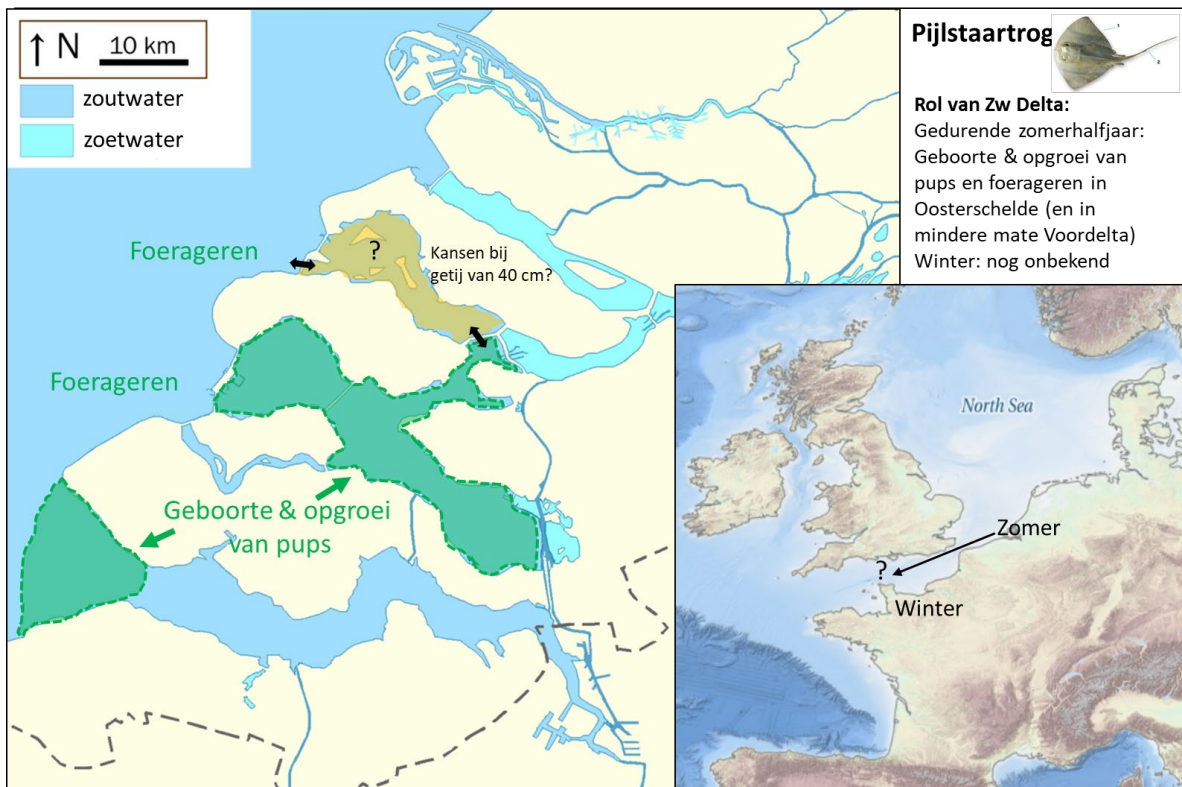 ↑ N 10 km
zoutwater
zoetwater
Foerageren
?
Kansen bij
getij van 40 cm?
Foerageren
Geboorte & opgroei
van pups
Pijlstaartrog
Rol van Zw Delta:
Gedurende zomerhalfjaar:
Geboorte & opgroei van
pups en foerageren in
Oosterschelde (en in
mindere mate Voordelta)
Winter: nog onbekend
North Sea
Zomer
?
Winter